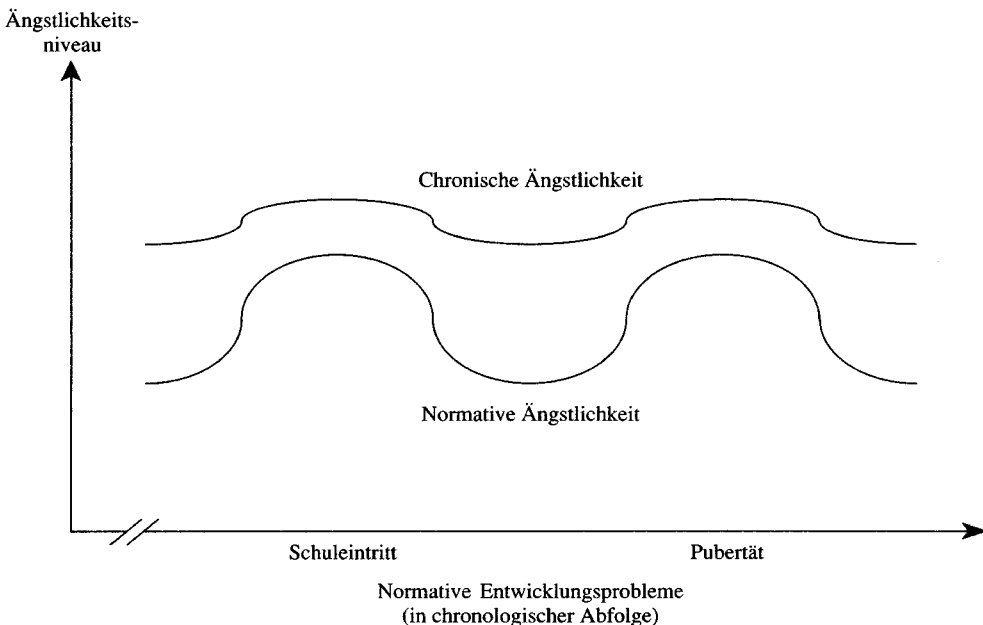 Ängstlichkeits-
niveau
Chronische Ängstlichkeit
Normative Ängstlichkeit
Schuleintritt
Pubertät
Normative Entwicklungsprobleme
(in chronologischer Abfolge)